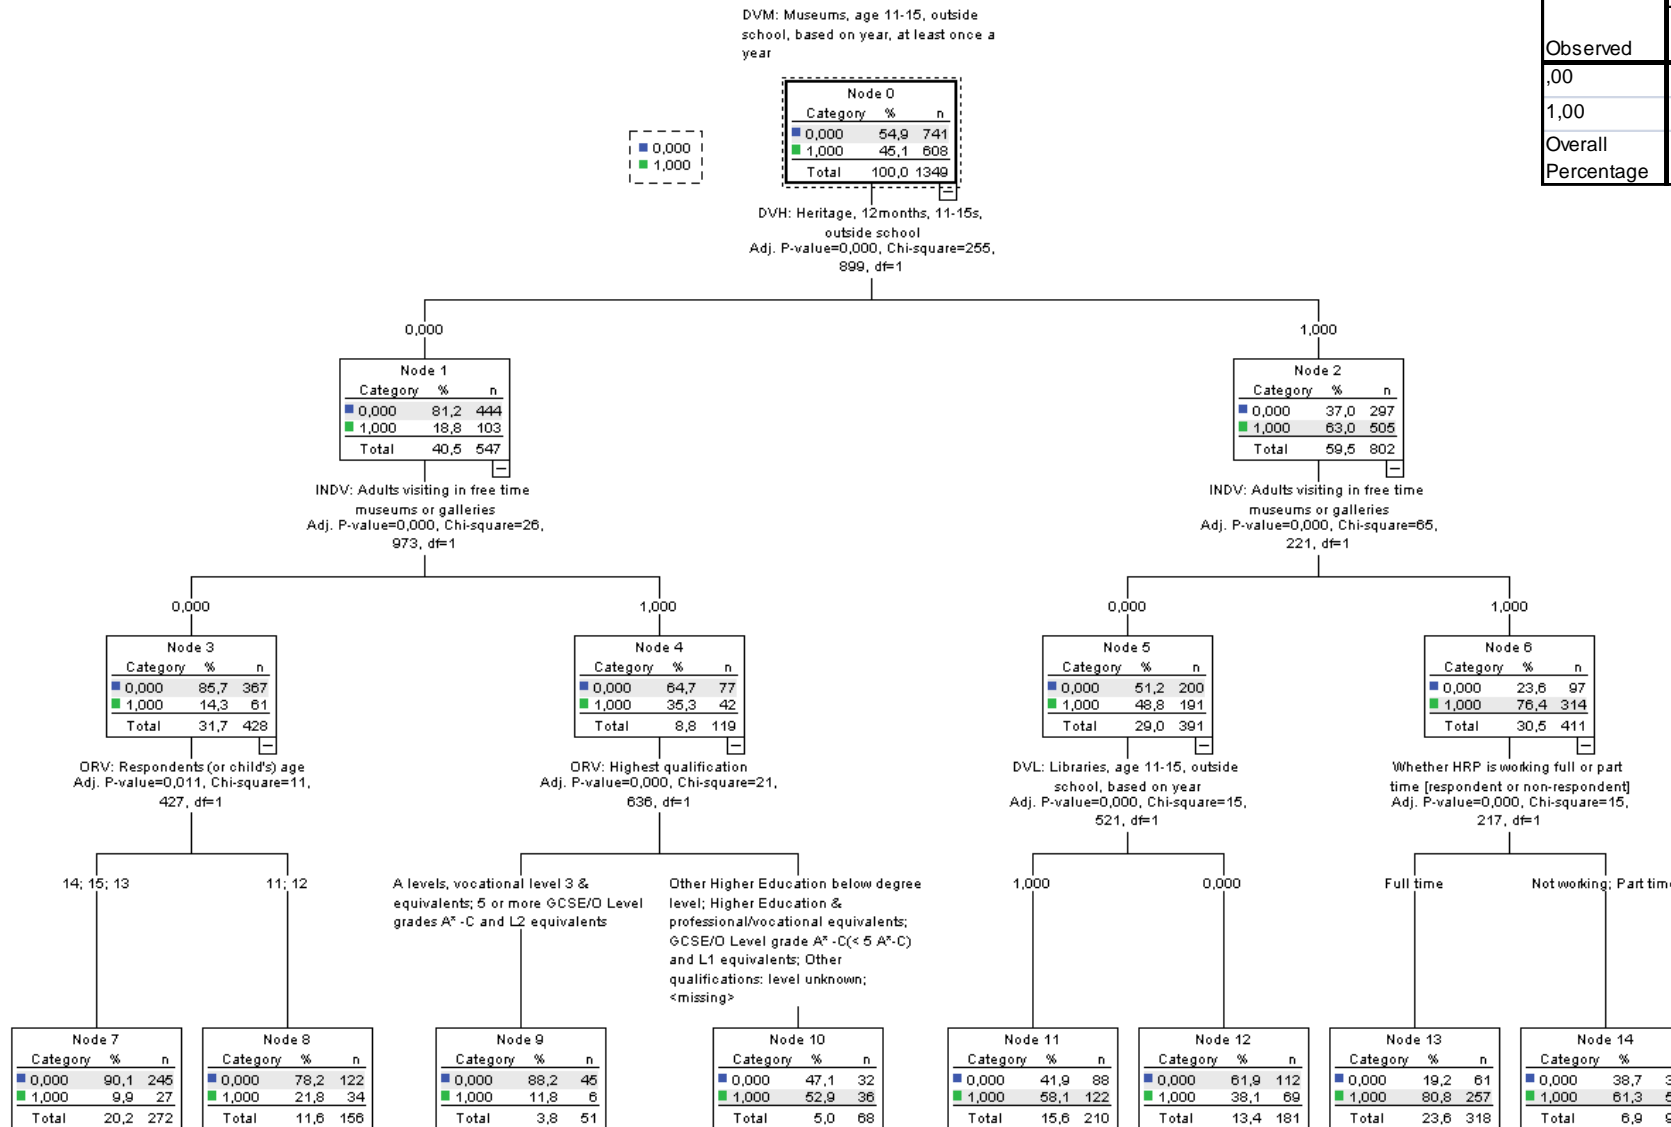 DVM: Museums, age 11-15, outside
school, based on year, at least once a
year
Observed
,00
1,00
Overall
Percentage
Node 0
Category % n
0,000 54,9 741
1,000 45,1 608
Total 100,0 1349
0,000
1,000
DVH: Heritage, 12months, 11-15s,
outside school
Adj. P-value=0,000, Chi-square=255,
899, df=1
0,000
1,000
Node 1
Category % n
0,000 81,2 444
1,000 18,8 103
Total 40,5 547
Node 2
Category % n
0,000 37,0 297
1,000 63,0 505
Total 59,5 802
INDV: Adults visiting in free time
museums or galleries
Adj. P-value=0,000, Chi-square=26,
973, df=1
INDV: Adults visiting in free time
museums or galleries
Adj. P-value=0,000, Chi-square=65,
221, df=1
0,000
1,000
0,000
1,000
Node 3
Category % n
0,000 85,7 367
1,000 14,3 61
Total 31,7 428
Node 4
Category % n
0,000 64,7 77
1,000 35,3 42
Total 8,8 119
Node 5
Category % n
0,000 51,2 200
1,000 48,8 191
Total 29,0 391
Node 6
Category % n
0,000 23,6 97
1,000 76,4 314
Total 30,5 411
ORV: Respondents (or child's) age
Adj. P-value=0,011, Chi-square=11,
427, df=1
ORV: Highest qualification
Adj. P-value=0,000, Chi-square=21,
636, df=1
DVL: Libraries, age 11-15, outside
school, based on year
Adj. P-value=0,000, Chi-square=15,
521, df=1
Whether HRP is working full or part
time [respondent or non-respondent]
Adj. P-value=0,000, Chi-square=15,
217, df=1
14; 15; 13
11; 12
A levels, vocational level 3 &
equivalents; 5 or more GCSE/O Level
grades A* -C and L2 equivalents
Other Higher Education below degree
level; Higher Education &
professional/vocational equivalents;
GCSE/O Level grade A* -C(< 5 A*-C)
and L1 equivalents; Other
qualifications: level unknown;
<missing>
1,000
0,000
Full time
Not working; Part time
Node 7
Category % n
0,000 90,1 245
1,000 9,9 27
Total 20,2 272
Node 8
Category % n
0,000 78,2 122
1,000 21,8 34
Total 11,6 156
Node 9
Category % n
0,000 88,2 45
1,000 11,8 6
Total 3,8 51
Node 10
Category % n
0,000 47,1 32
1,000 52,9 36
Total 5,0 68
Node 11
Category % n
0,000 41,9 88
1,000 58,1 122
Total 15,6 210
Node 12
Category % n
0,000 61,9 112
1,000 38,1 69
Total 13,4 181
Node 13
Category % n
0,000 19,2 61
1,000 80,8 257
Total 23,6 318
Node 14
Category %
0,000 38,7
1,000 61,3
Total 6,9